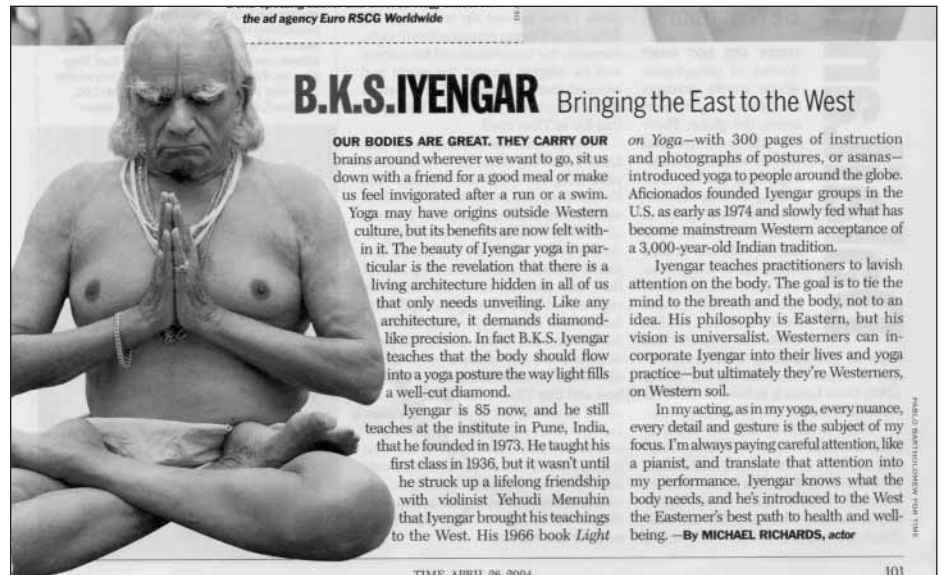 the ad agency Euro RSCG Worldwide
B.K.S.IYENGAR Bringing the East to the West
OUR BODIES ARE GREAT. THEY CARRY OUR
brains around wherever we want to go, sit us
down with a friend for a good meal or make
us feel invigorated after a run or a swim.
Yoga may have origins outside Western
culture, but its benefits are now felt with-
in it. The beauty of Iyengar yoga in par-
ticular is the revelation that there is a
living architecture hidden in all of us
that only needs unveiling. Like any
architecture, it demands diamond-
like precision. In fact B.K.S. Iyengar
teaches that the body should flow
into a yoga posture the way light fills
a well-cut diamond.
Iyengar is 85 now, and he still
teaches at the institute in Pune, India,
that he founded in 1973. He taught his
first class in 1936, but it wasn't until
he struck up a lifelong friendship
with violinist Yehudi Menuhin
that Iyengar brought his teachings
to the West. His 1966 book Light
on Yoga—with 300 pages of instruction
and photographs of postures, or asanas—
introduced yoga to people around the globe.
Aficionados founded Iyengar groups in the
U.S. as early as 1974 and slowly fed what has
become mainstream Western acceptance of
a 3,000-year-old Indian tradition.
Iyengar teaches practitioners to lavish
attention on the body. The goal is to tie the
mind to the breath and the body, not to an
idea. His philosophy is Eastern, but his
vision is universalist. Westerners can in-
corporate Iyengar into their lives and yoga
practice—but ultimately they're Westerners,
on Western soil.
In my acting, as in my yoga, every nuance,
every detail and gesture is the subject of my
focus. I'm always paying careful attention, like
a pianist, and translate that attention into
my performance. Iyengar knows what the
body needs, and he's introduced to the West
the Easterner's best path to health and well-
being. —By MICHAEL RICHARDS, actor
PABLO BARTHOLOMEW FOR TIME
TIME, APRIL 26, 2004
101